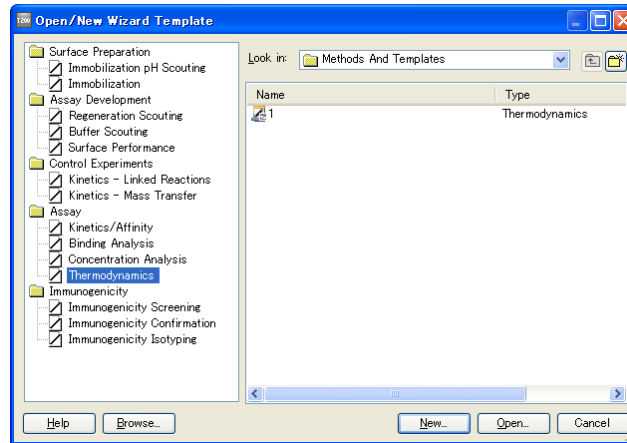 T200 Open/New Wizard Template
Surface Preparation
Immobilization pH Scouting
Immobilization
Assay Development
Regeneration Scouting
Buffer Scouting
Surface Performance
Control Experiments
Kinetics - Linked Reactions
Kinetics - Mass Transfer
Assay
Kinetics/Affinity
Binding Analysis
Concentration Analysis
Thermodynamics
Immunogenicity
Immunogenicity Screening
Immunogenicity Confirmation
Immunogenicity Isotyping
Look in: Methods And Templates
Name Type
1 Thermodynamics
Help Browse... New... Open... Cancel